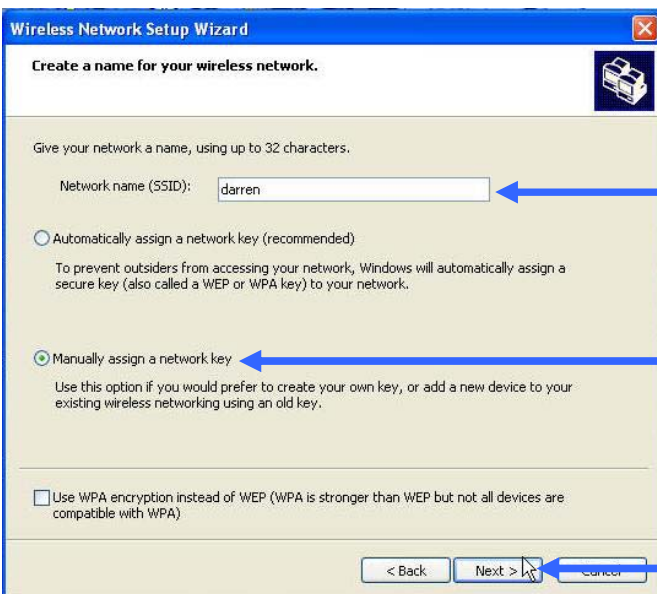 Wireless Network Setup Wizard
Create a name for your wireless network.
Give your network a name, using up to 32 characters.
Network name (SSID): darren
Automatically assign a network key (recommended)
To prevent outsiders from accessing your network, Windows will automatically assign a
secure key (also called a WEP or WPA key) to your network.
Manually assign a network key
Use this option if you would prefer to create your own key, or add a new device to your
existing wireless networking using an old key.
Use WPA encryption instead of WEP (WPA is stronger than WEP but not all devices are
compatible with WPA)
< Back Next > Cancel